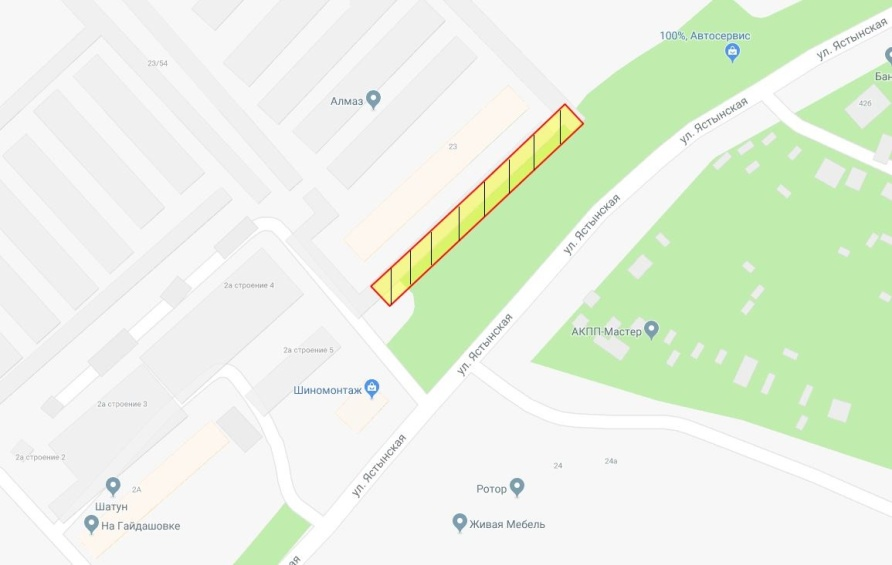 ул. Ястынская
100%, Автосервис
23/54
Алмаз
Бан
426
ул. Ястынская
23
ул. Ястынская
2а строение 4
АКПП-Мастер
ул. Ястынская
2а строение 5
Шиномонтаж
2а строение 3
2а строение 2
ул. Ястынская
24
24а
2А
Ротор
Шатун
На Гайдашовке
Живая Мебель
ая